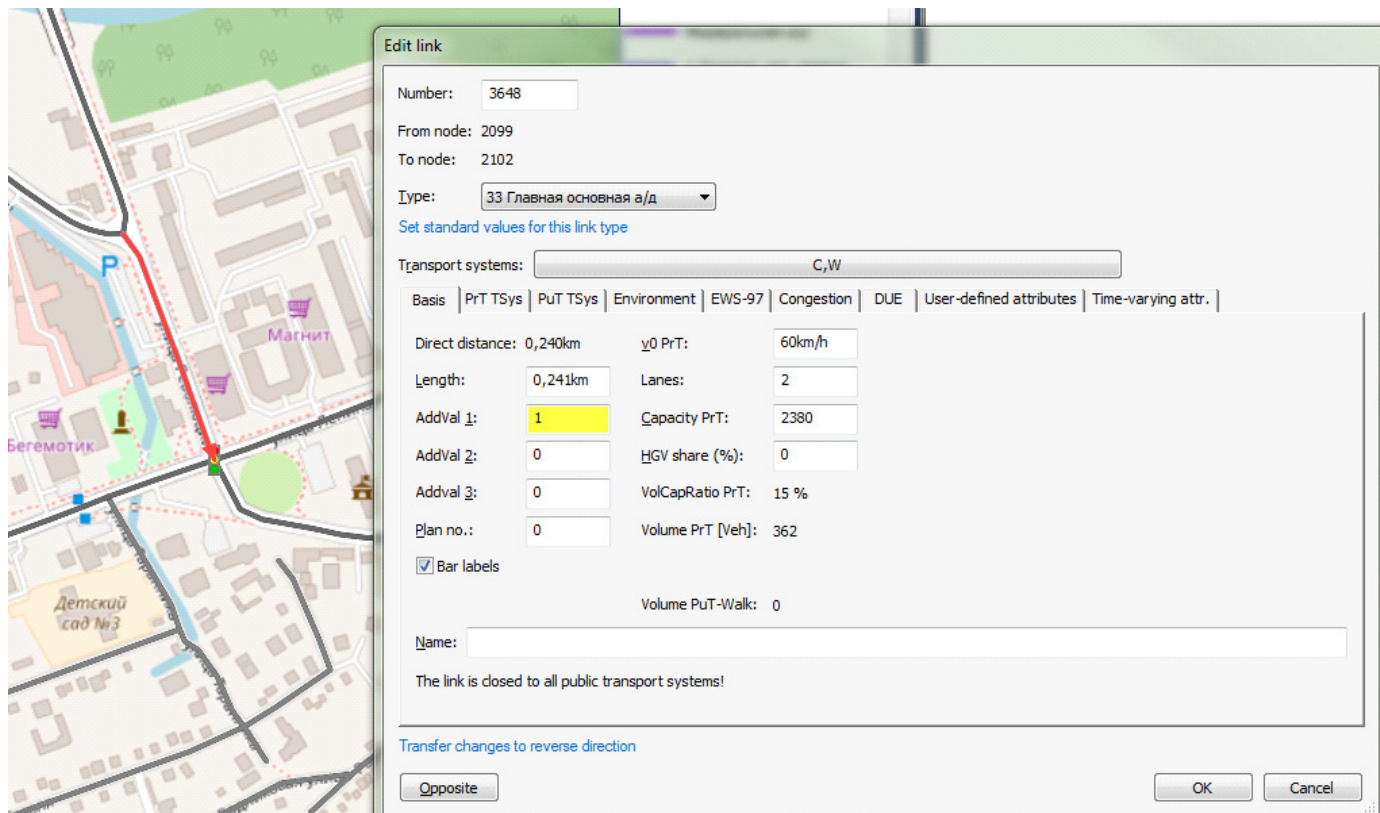 Edit link
Number: 3648
From node: 2099
To node: 2102
Type: 33 Главная основная а/д
Set standard values for this link type
Transport systems: C,W
Basis PrT TSys PuT TSys Environment EWS-97 Congestion DUE User-defined attributes Time-varying attr.
Direct distance: 0,240km v0 PrT: 60km/h
Length: 0,241km Lanes: 2
AddVal 1: 1 Capacity PrT: 2380
AddVal 2: 0 HGV share (%): 0
Addval 3: 0 VolCapRatio PrT: 15 %
Plan no.: 0 Volume PrT [Veh]: 362
Bar labels
Volume PuT-Walk: 0
Name:
The link is closed to all public transport systems!
Transfer changes to reverse direction
Opposite OK Cancel
P
Магнит
Бегемотик
Детский
сад №3